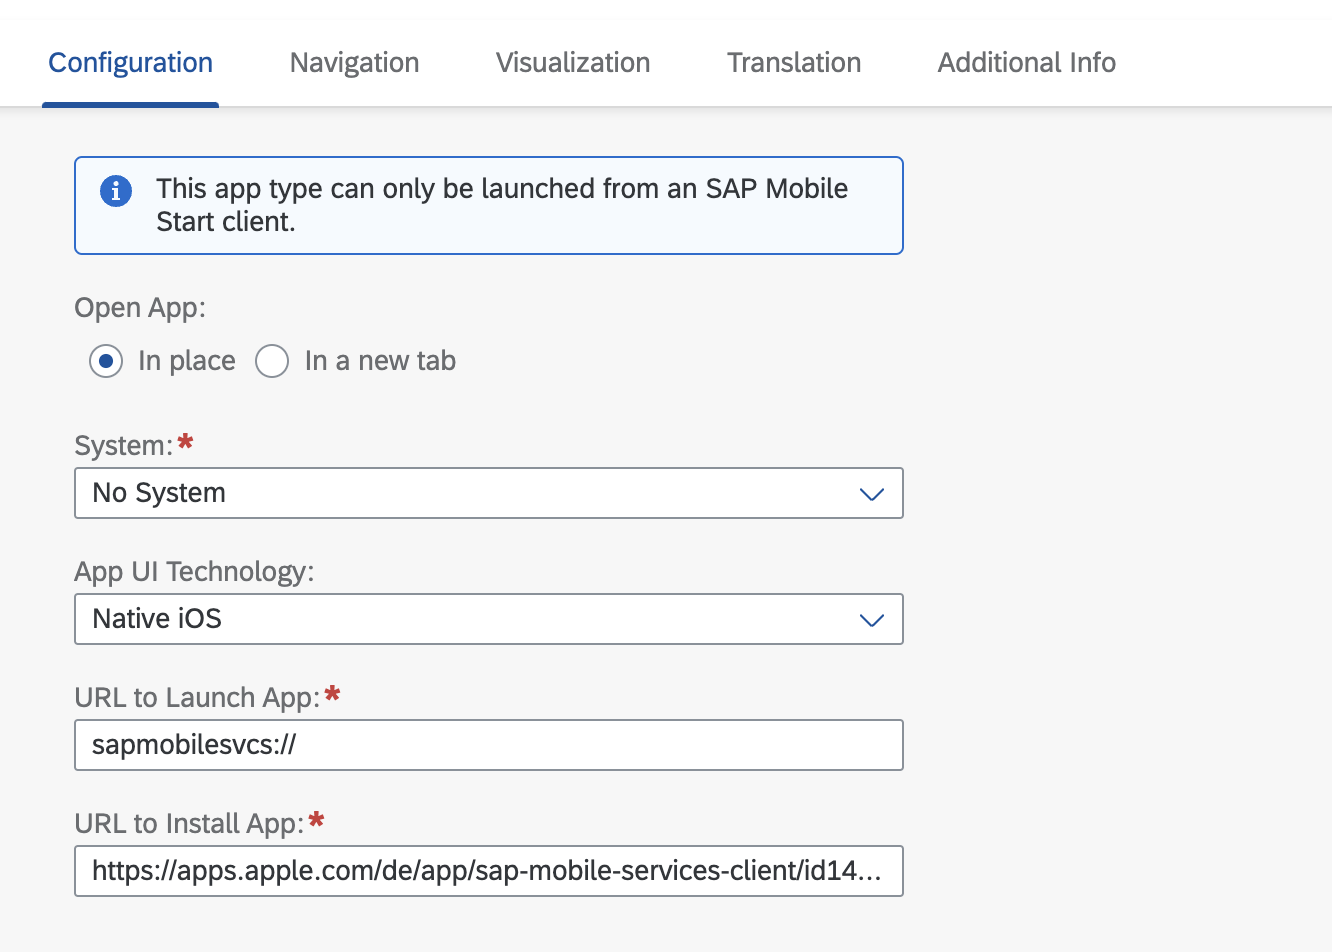 Configuration Navigation Visualization Translation Additional Info
This app type can only be launched from an SAP Mobile
Start client.
Open App:
In place In a new tab
System:*
No System
App UI Technology:
Native iOS
URL to Launch App:*
sapmobilesvcs://
URL to Install App:*
https://apps.apple.com/de/app/sap-mobile-services-client/id14...